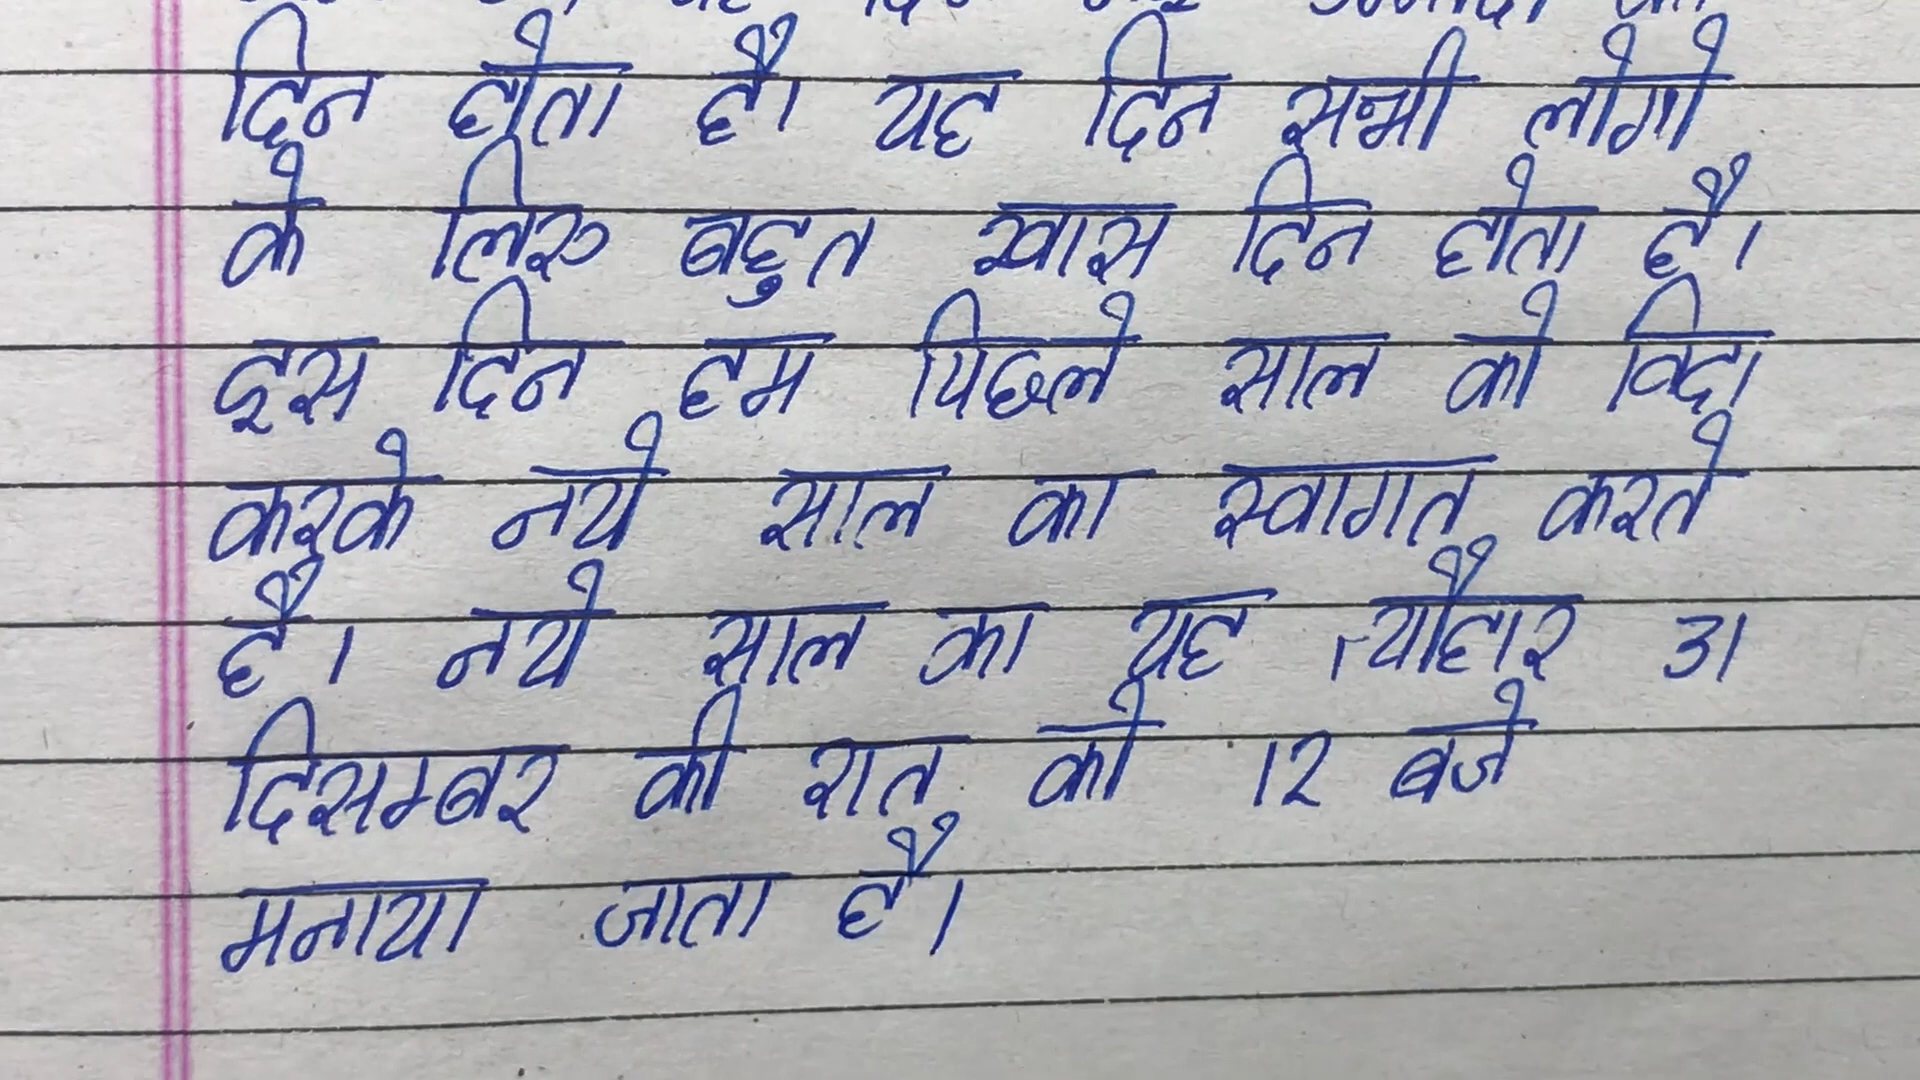 दिन होता है। यह दिन सभी लोगो
के लिए बहुत खास दिन होता है।
इस दिन हम पिछले साल को विदा
करके नये साल का स्वागत करते
है। नये साल का यह त्यौहार 31
दिसम्बर की रात को 12 बजे
मनाया जाता है।